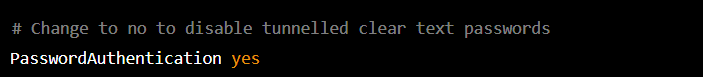 # Change to no to disable tunnelled clear text passwords
PasswordAuthentication yes